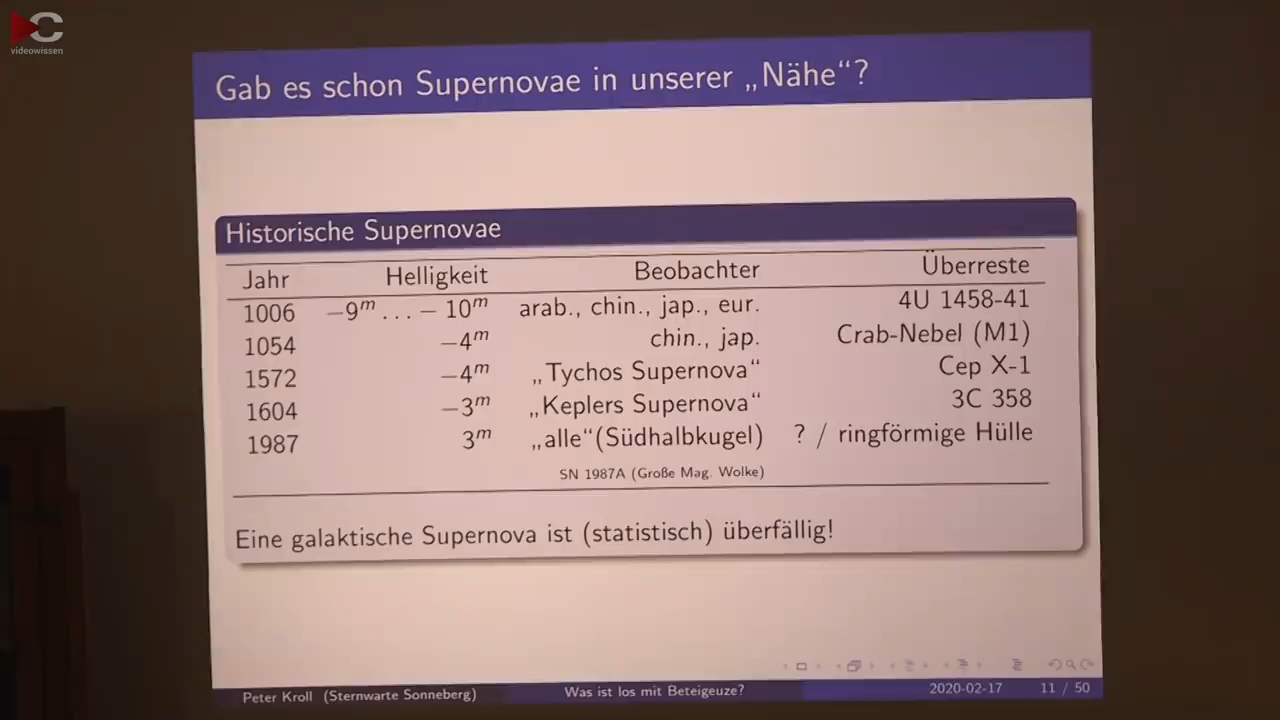 C
videowissen
Gab es schon Supernovae in unserer „Nähe“?
Historische Supernovae
Jahr Helligkeit Beobachter Überreste
1006 −9ᵐ … − 10ᵐ arab., chin., jap., eur. 4U 1458-41
1054 −4ᵐ chin., jap. Crab-Nebel (M1)
1572 −4ᵐ „Tychos Supernova“ Cep X-1
1604 −3ᵐ „Keplers Supernova“ 3C 358
1987 3ᵐ „alle“(Südhalbkugel) ? / ringförmige Hülle
SN 1987A (Große Mag. Wolke)
Eine galaktische Supernova ist (statistisch) überfällig!
Peter Kroll (Sternwarte Sonneberg) Was ist los mit Beteigeuze? 2020-02-17 11 / 50